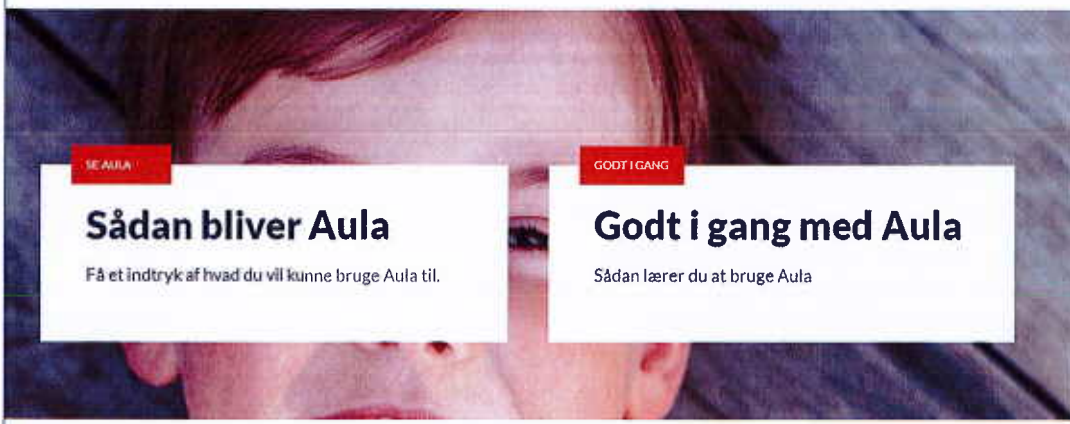 SE AULA
Sådan bliver Aula
Få et indtryk af hvad du vil kunne bruge Aula til.
GODT I GANG
Godt i gang med Aula
Sådan lærer du at bruge Aula